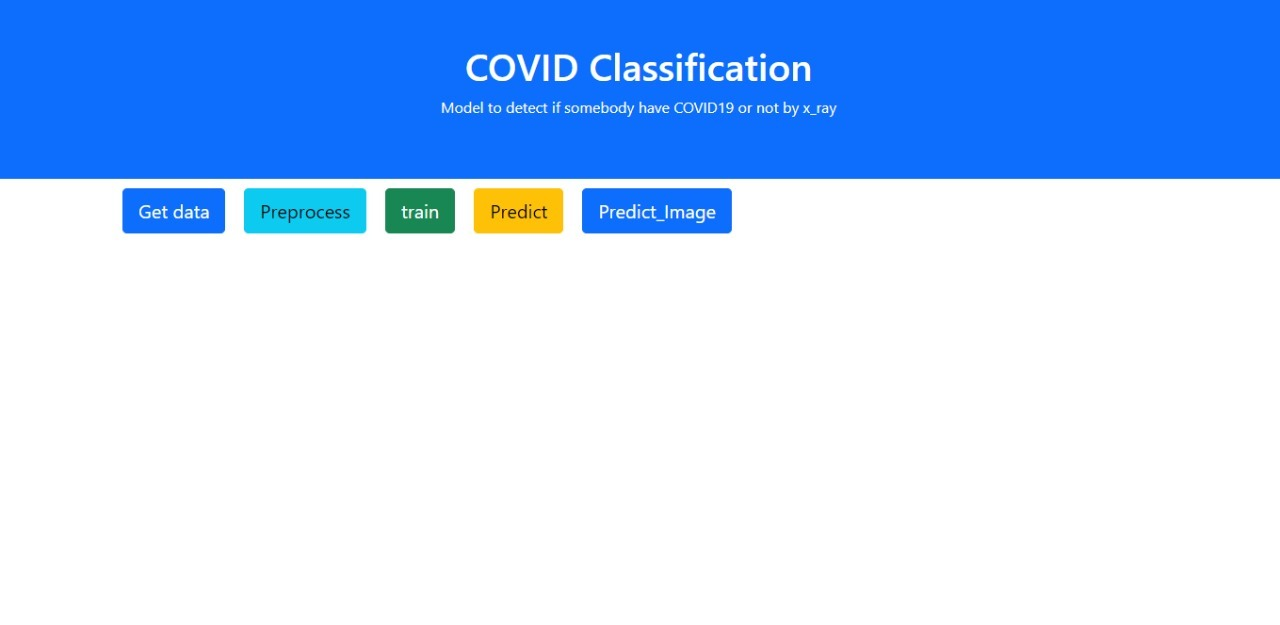 COVID Classification
Model to detect if somebody have COVID19 or not by x_ray
Get data Preprocess train Predict Predict_Image